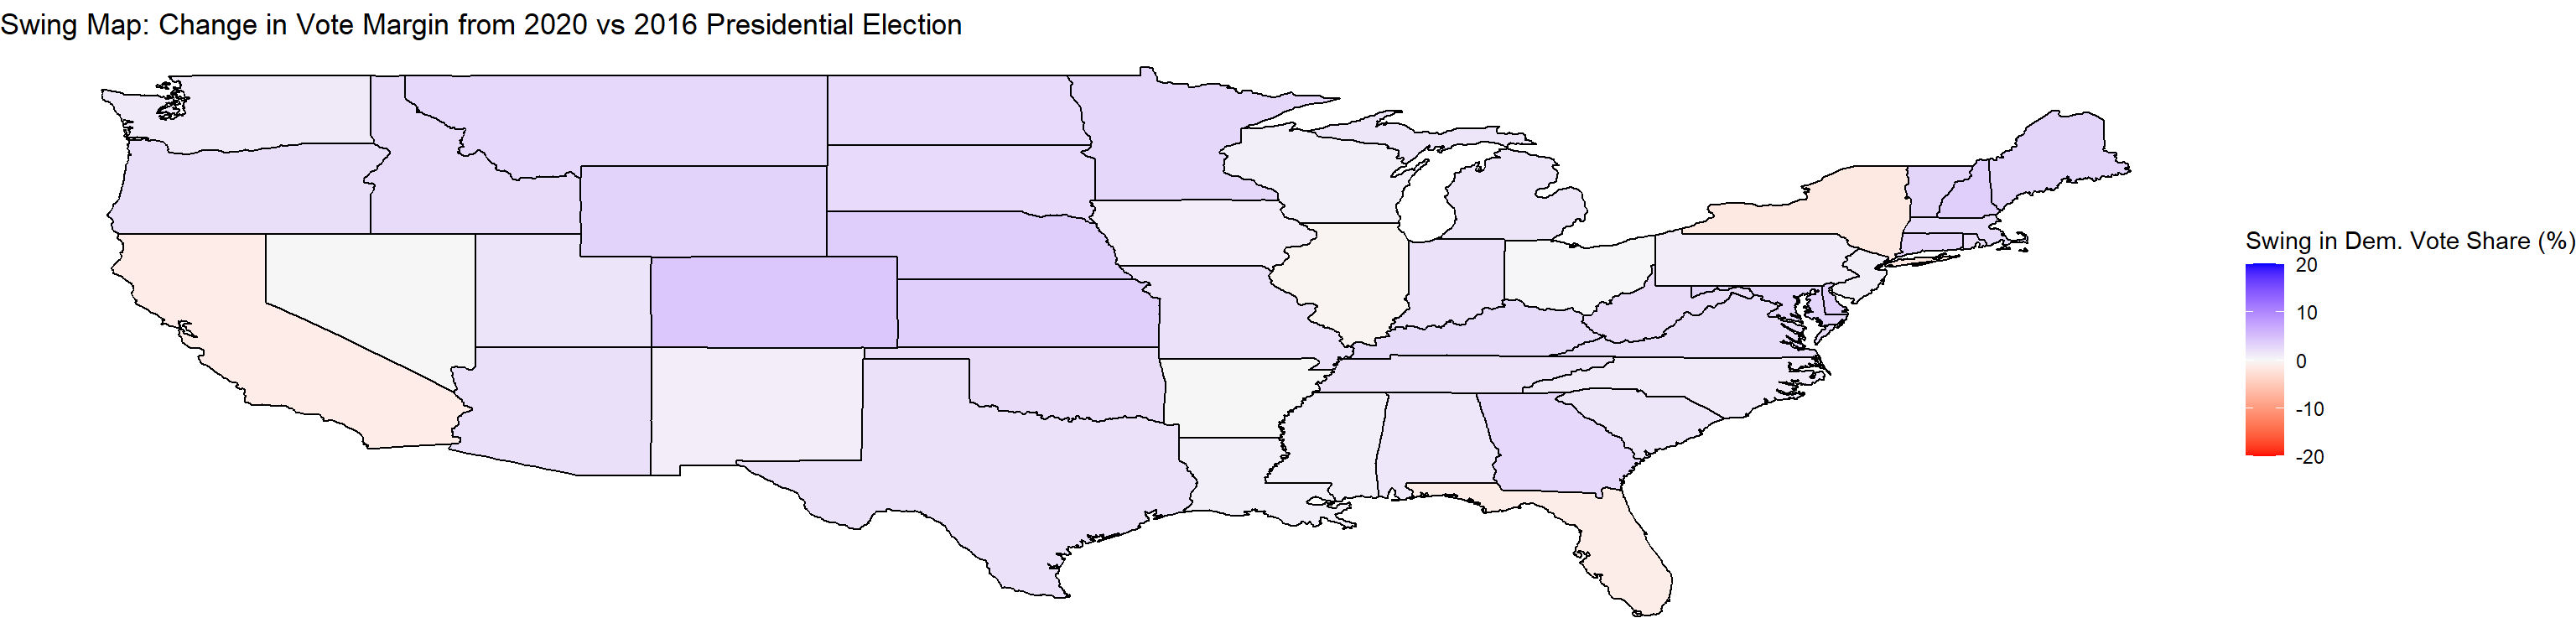 Swing Map: Change in Vote Margin from 2020 vs 2016 Presidential Election
Swing in Dem. Vote Share (%)
20
10
0
-10
-20